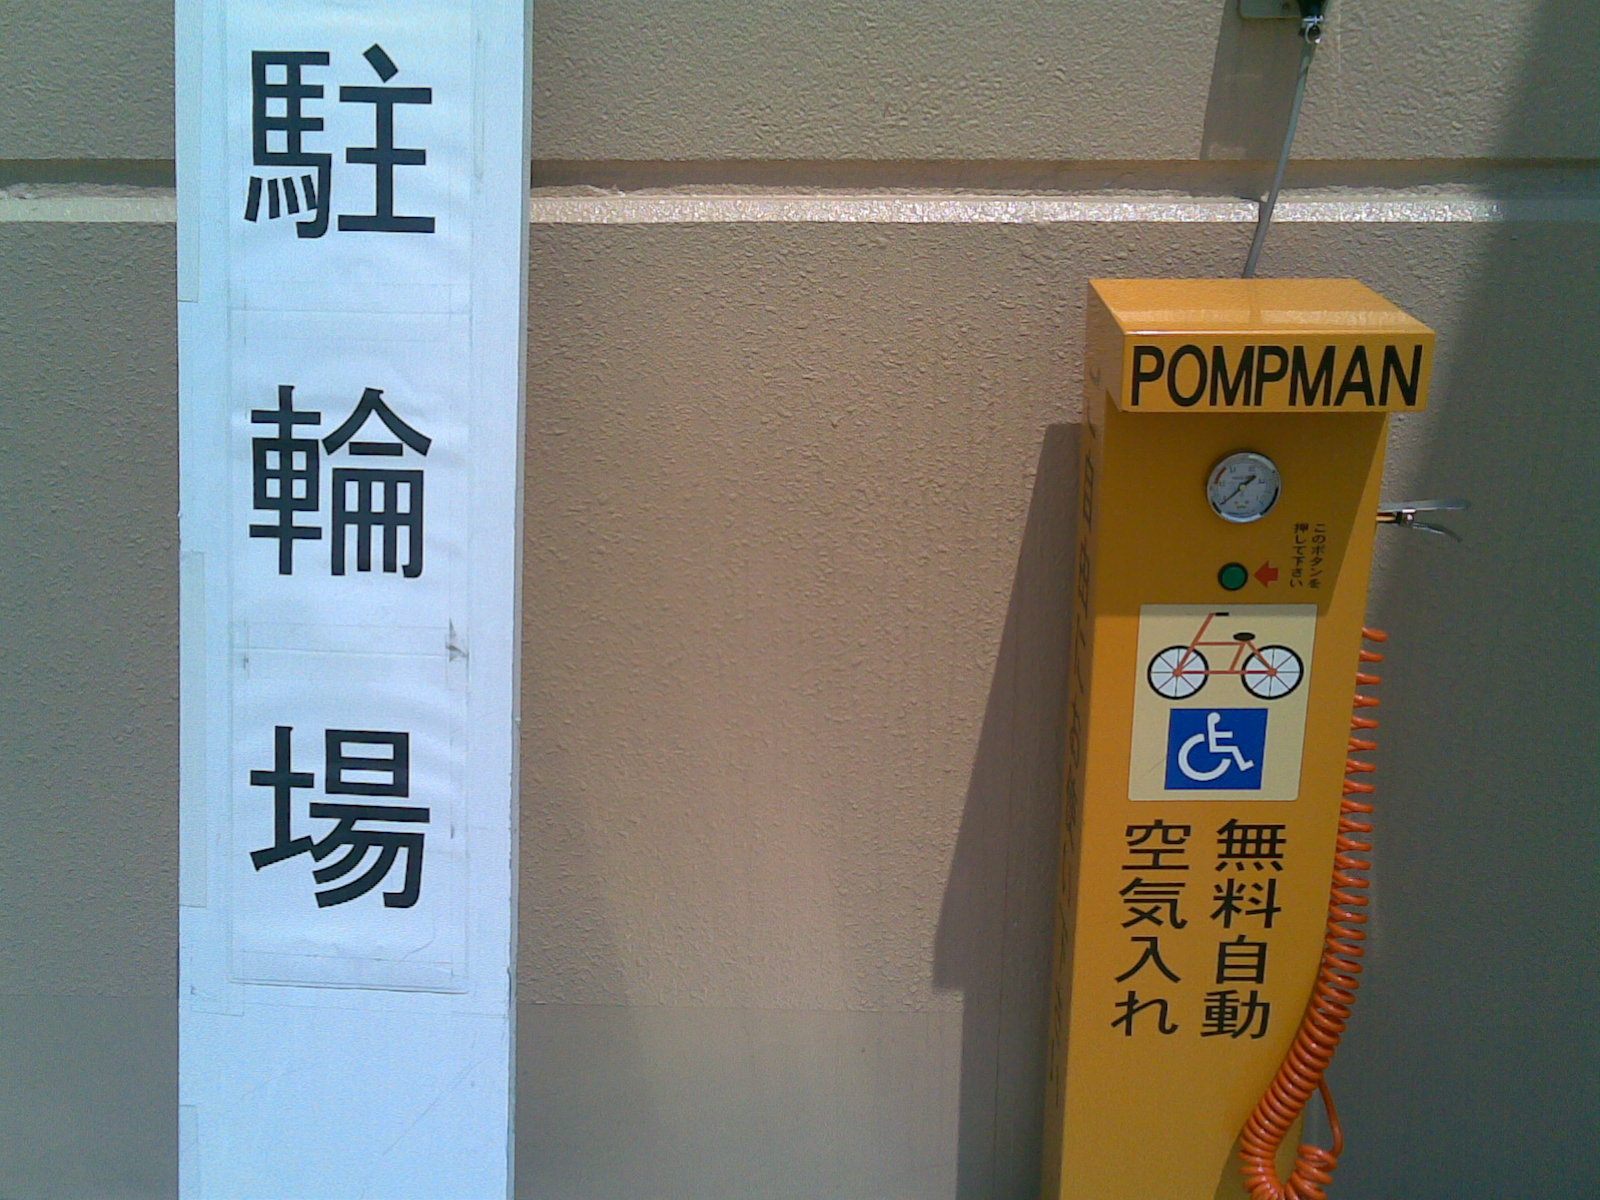 駐輪場
POMPMAN
このボタンを
押して下さい
無料自動
空気入れ